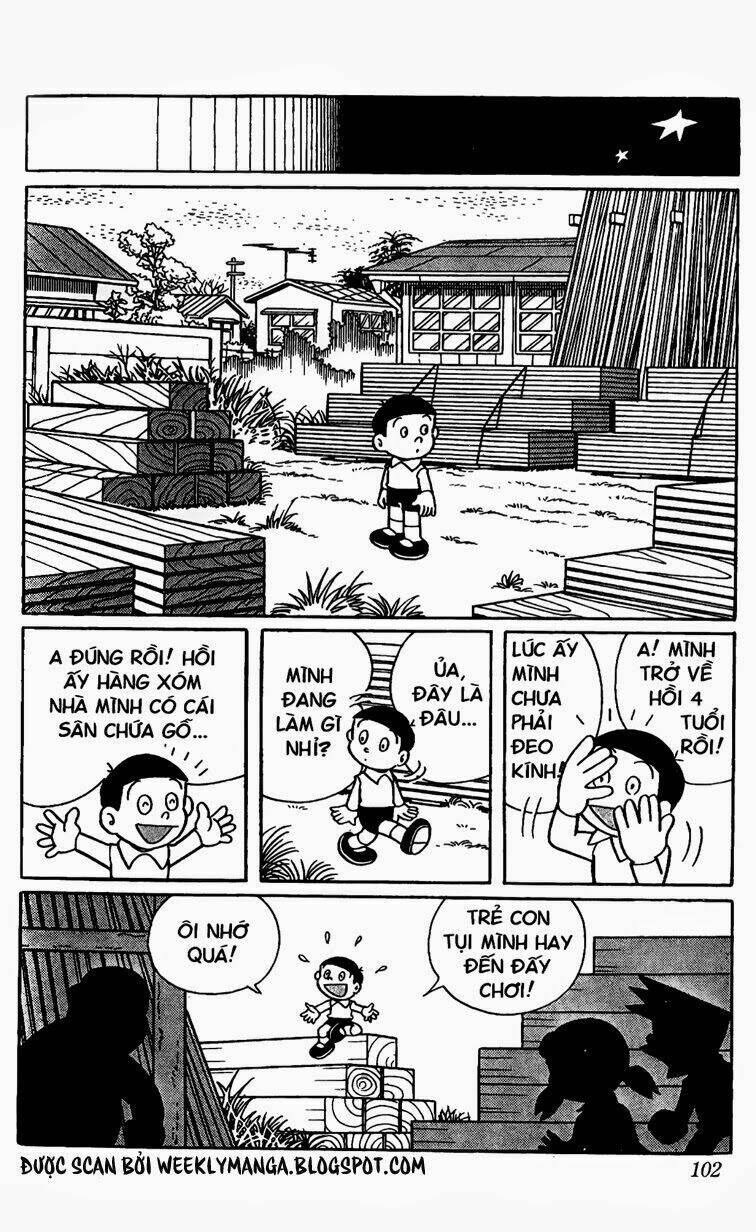 A! MÌNH
TRỞ VỀ
HỒI 4
TUỔI
RỒI!
LÚC ẤY
MÌNH
CHƯA
PHẢI
ĐEO
KÍNH!
ỦA,
ĐÂY LÀ
ĐÂU...
MÌNH
ĐANG
LÀM GÌ
NHỈ?
A ĐÚNG RỒI! HỒI
ẤY HÀNG XÓM
NHÀ MÌNH CÓ CÁI
SÂN CHỨA GỖ...
TRẺ CON
TỤI MÌNH HAY
ĐẾN ĐẤY
CHƠI!
ÔI NHỚ
QUÁ!
ĐƯỢC SCAN BỞI WEEKLYMANGA.BLOGSPOT.COM
102